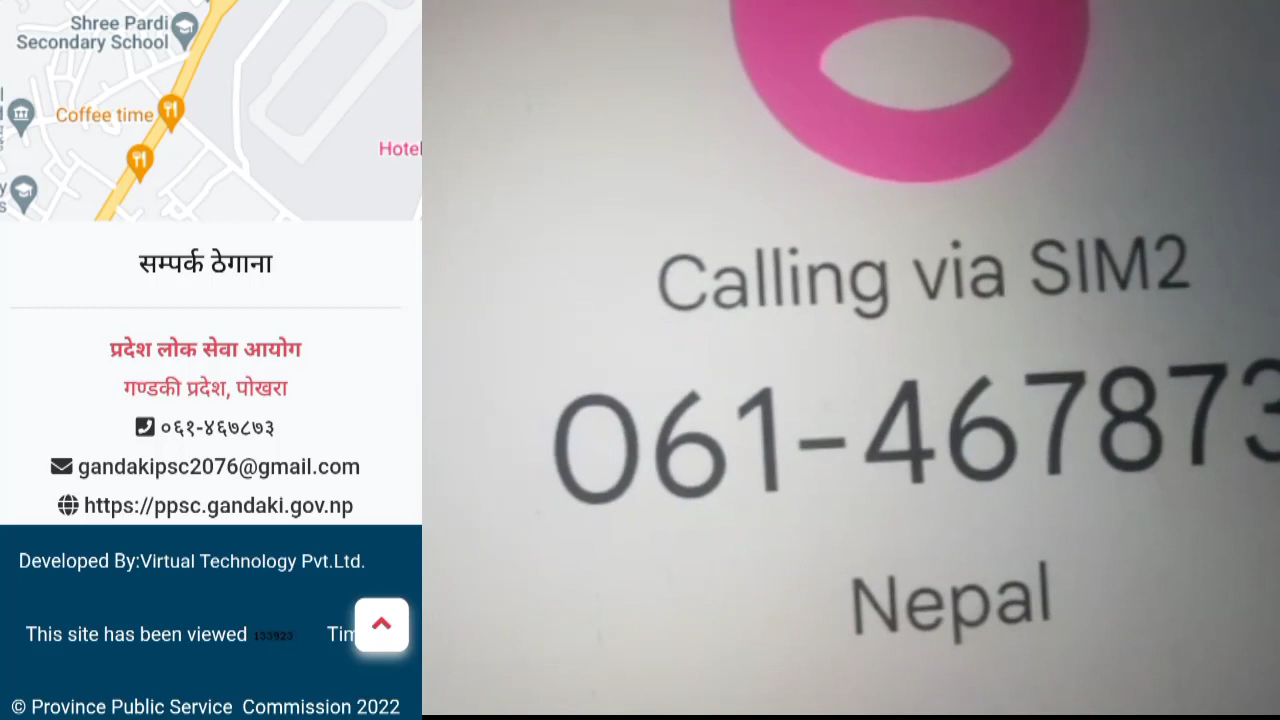 Shree Pardi
Secondary School
Coffee time
Hotel
सम्पर्क ठेगाना
प्रदेश लोक सेवा आयोग
गण्डकी प्रदेश, पोखरा
०६१-४६७८७३
gandakipsc2076@gmail.com
https://ppsc.gandaki.gov.np
Developed By:Virtual Technology Pvt.Ltd.
This site has been viewed 133923
© Province Public Service Commission 2022
Calling via SIM2
061-467873
Nepal